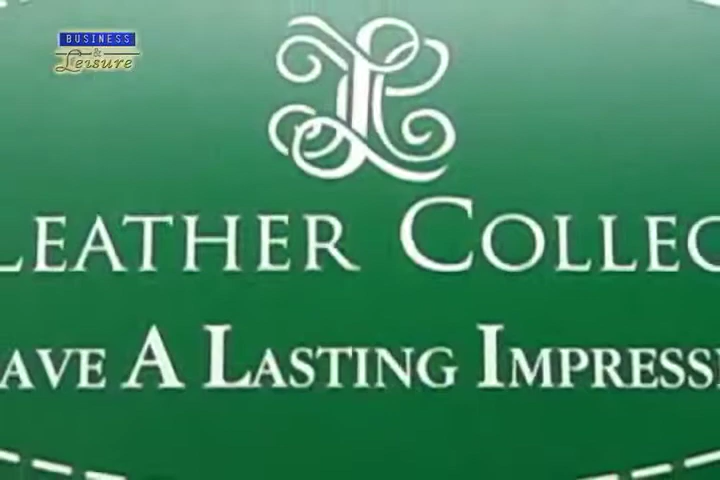 BUSINESS
&
Leisure
LEATHER COLLEC
AVE A LASTING IMPRESS